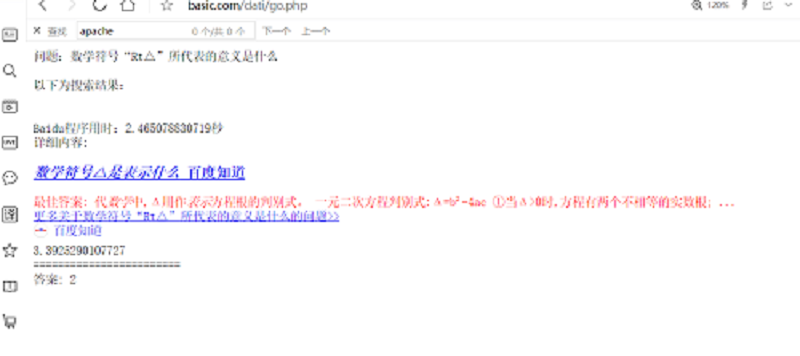 basic.com/dati/go.php
120%
查找 apache 0 个/共 0 个 下一个 上一个
问题: 数学符号“Rt△”所代表的意义是什么
以下为搜索结果:
Baidu程序用时: 2.465078830719秒
详细内容:
数学符号△是表示什么_百度知道
最佳答案: 代数学中,Δ用作表示方程根的判别式, 一元二次方程判别式:Δ=b²-4ac ①当Δ>0时,方程有两个不相等的实数根; ...
更多关于数学符号“Rt△”所代表的意义是什么的问题>>
百度知道
3.3928290107727
========================
答案: 2